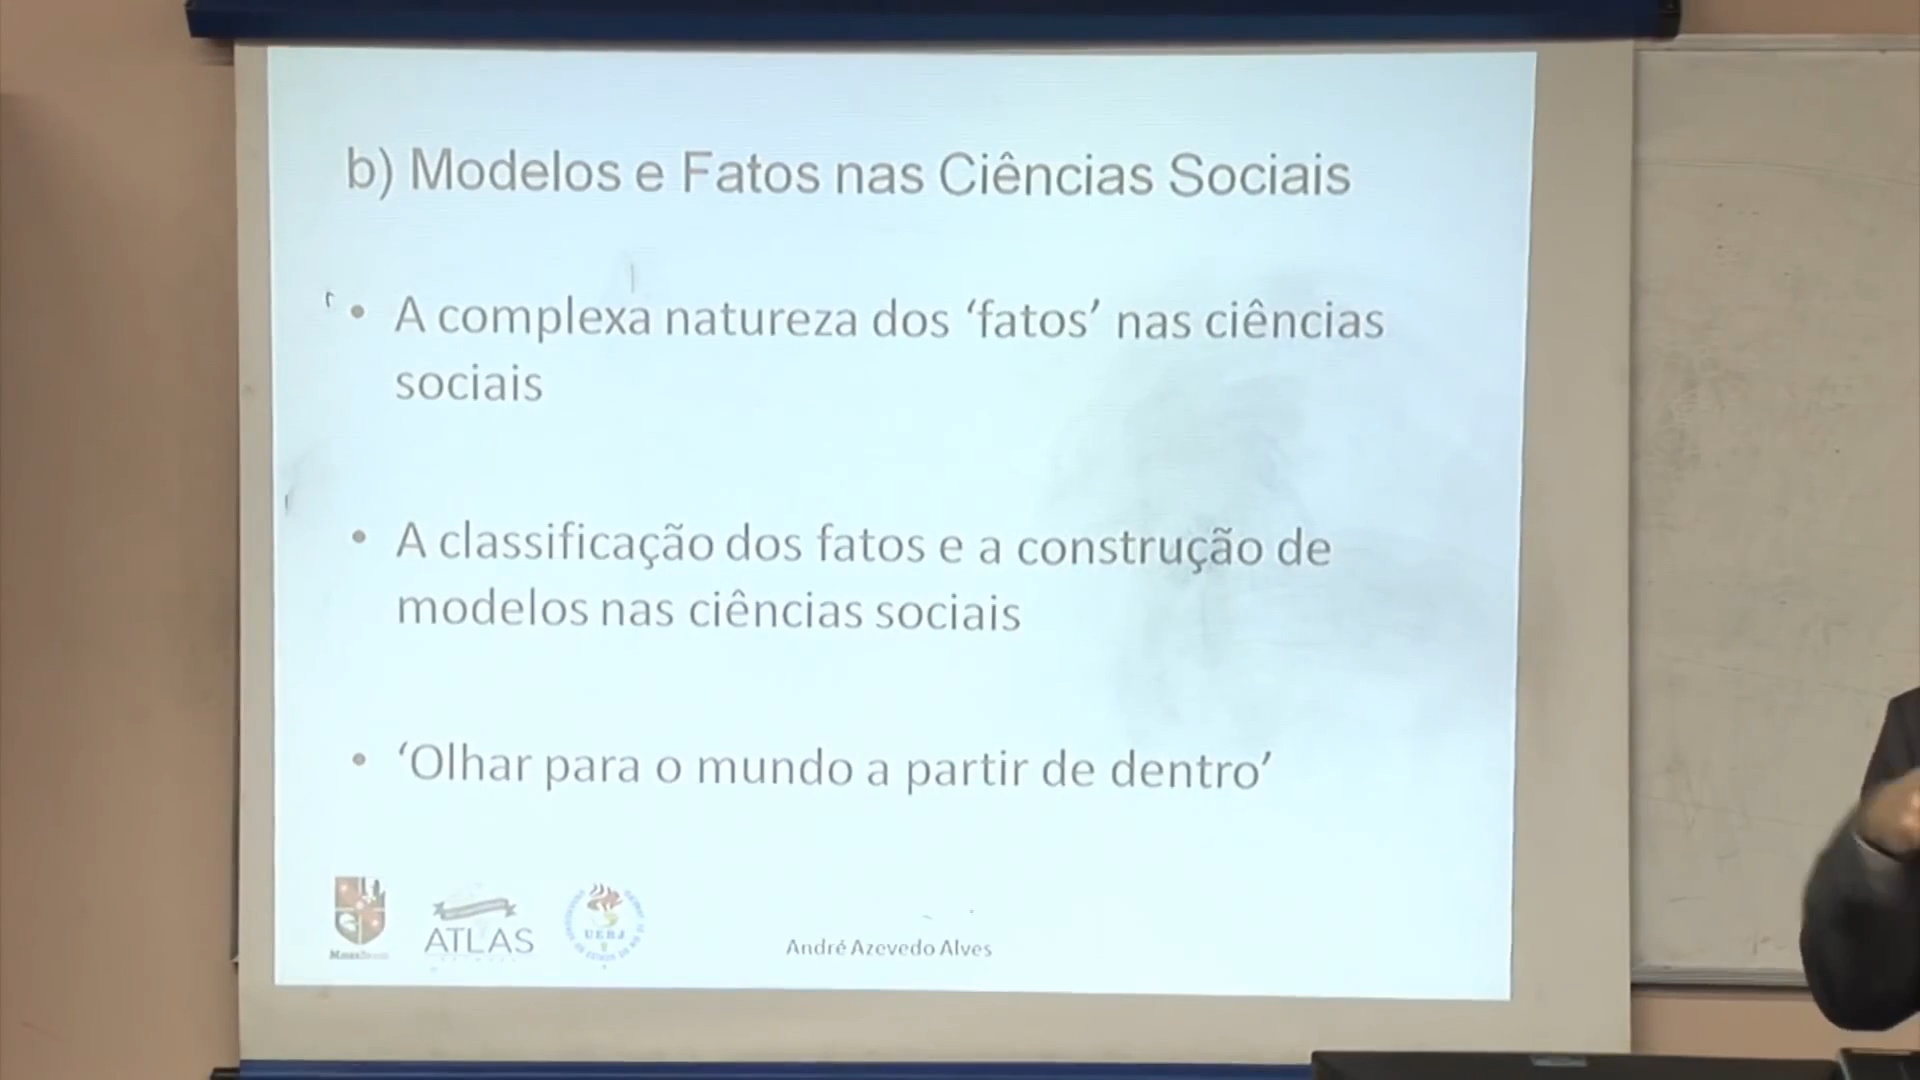 b) Modelos e Fatos nas Ciências Sociais
• A complexa natureza dos ‘fatos’ nas ciências
sociais
• A classificação dos fatos e a construção de
modelos nas ciências sociais
• ‘Olhar para o mundo a partir de dentro’
ATLAS
UERJ
André Azevedo Alves